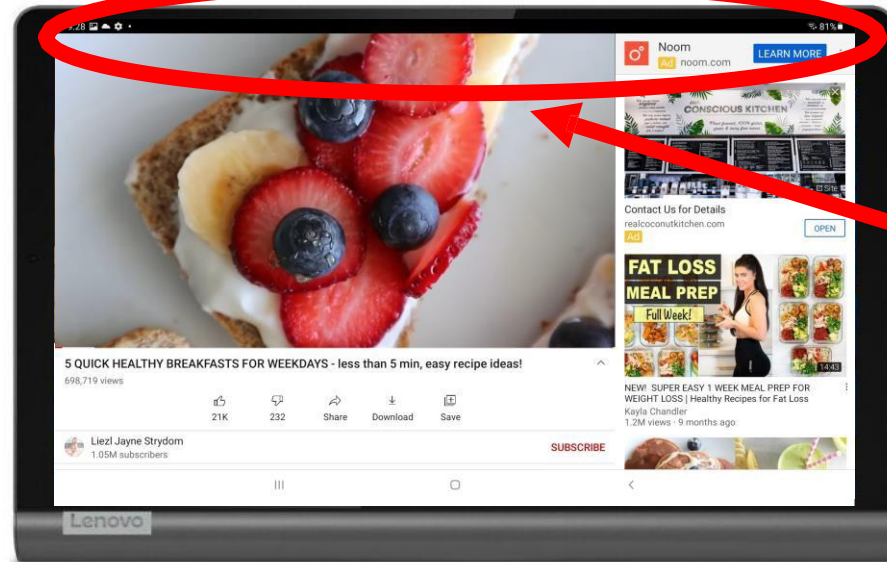 9:28
81%
Noom
Ad noom.com
LEARN MORE
CONSCIOUS KITCHEN
Site
Contact Us for Details
realcoconutkitchen.com
Ad
OPEN
FAT LOSS
MEAL PREP
Full Week!
14:43
5 QUICK HEALTHY BREAKFASTS FOR WEEKDAYS - less than 5 min, easy recipe ideas!
698,719 views
21K
232
Share
Download
Save
NEW! SUPER EASY 1 WEEK MEAL PREP FOR
WEIGHT LOSS | Healthy Recipes for Fat Loss
Kayla Chandler
1.2M views · 9 months ago
Liezl Jayne Strydom
1.05M subscribers
SUBSCRIBE
Lenovo